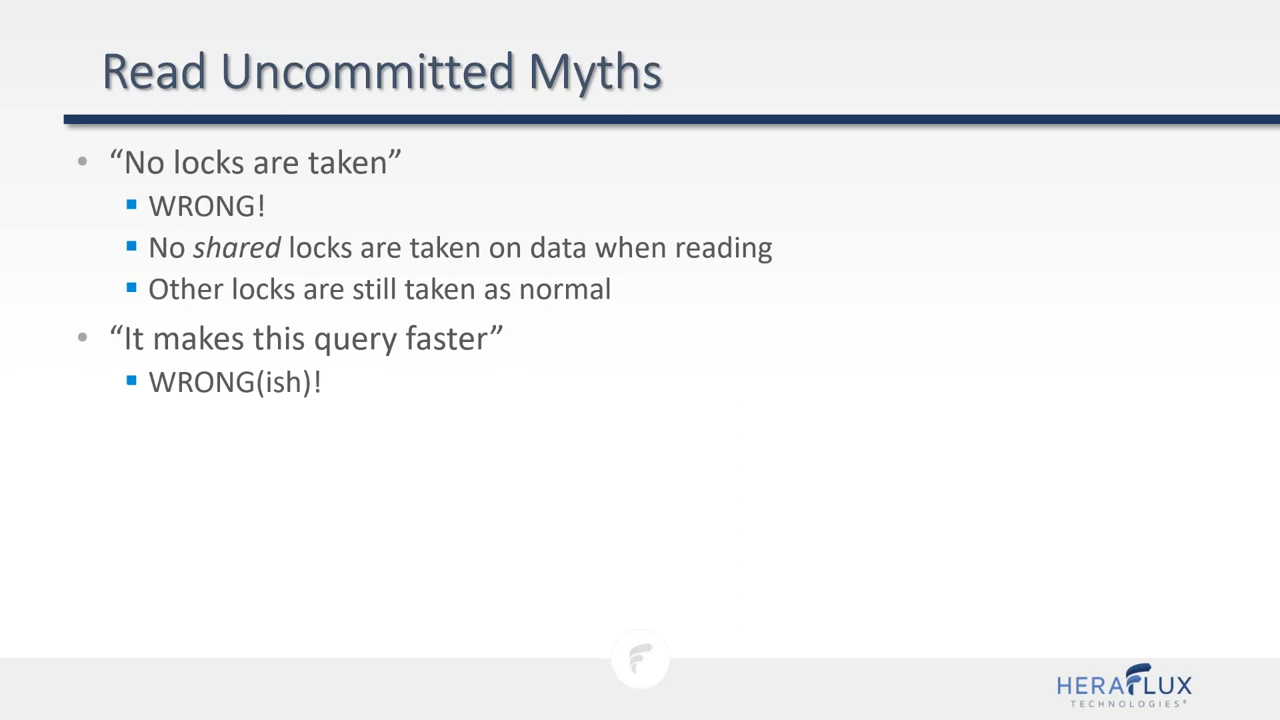 Read Uncommitted Myths
• “No locks are taken”
▪ WRONG!
▪ No shared locks are taken on data when reading
▪ Other locks are still taken as normal
• “It makes this query faster”
▪ WRONG(ish)!
HERAFLUX
TECHNOLOGIES®